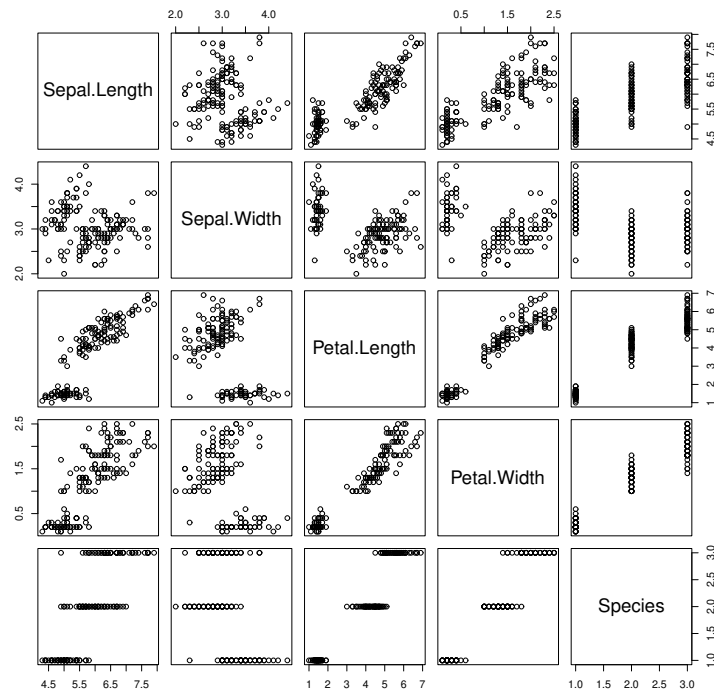 2.0 3.0 4.0
0.5 1.5 2.5
Sepal.Length
4.5 5.5 6.5 7.5
2.0 3.0 4.0
Sepal.Width
Petal.Length
1 2 3 4 5 6 7
0.5 1.5 2.5
Petal.Width
Species
1.0 1.5 2.0 2.5 3.0
4.5 5.5 6.5 7.5
1 2 3 4 5 6 7
1.0 1.5 2.0 2.5 3.0